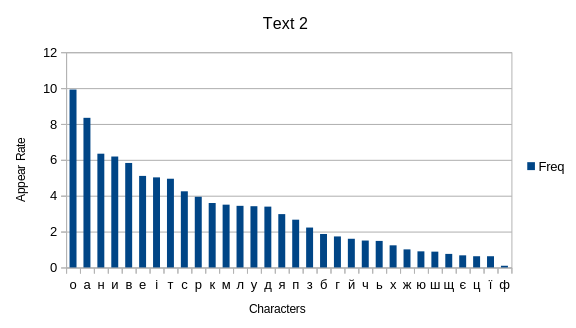 Text 2
12
10
8
6
4
2
0
Appear Rate
о а н и в е і т с р к м л у д я п з б г й ч ь х ж ю ш щ є ц ї ф
Characters
Freq